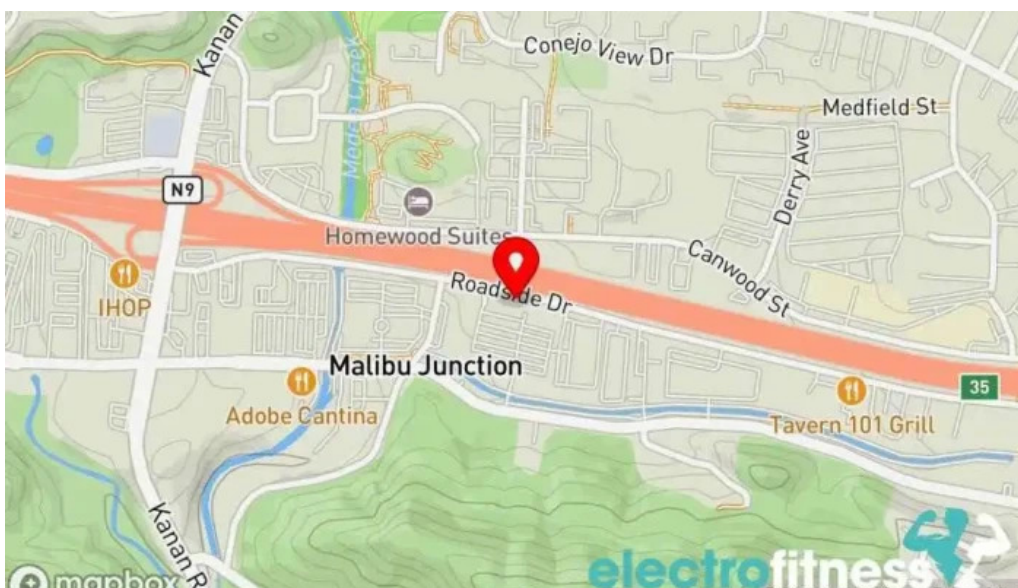 Kanan
Conejo View Dr
Medea Creek
Medfield St
Derry Ave
N9
Homewood Suites
Canwood St
Roadside Dr
IHOP
Malibu Junction
35
Adobe Cantina
Tavern 101 Grill
Kanan R
electrofitness
mapbox